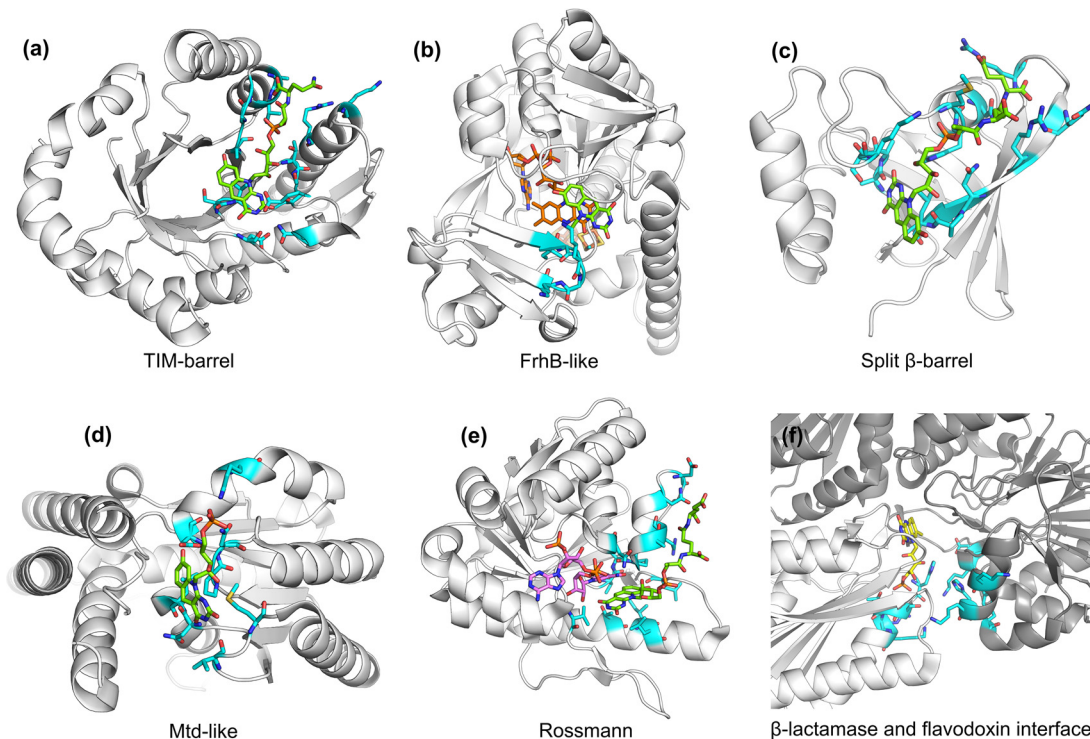 (a)
(b)
(c)
TIM-barrel
FrhB-like
Split β-barrel
(d)
(e)
(f)
Mtd-like
Rossmann
β-lactamase and flavodoxin interface